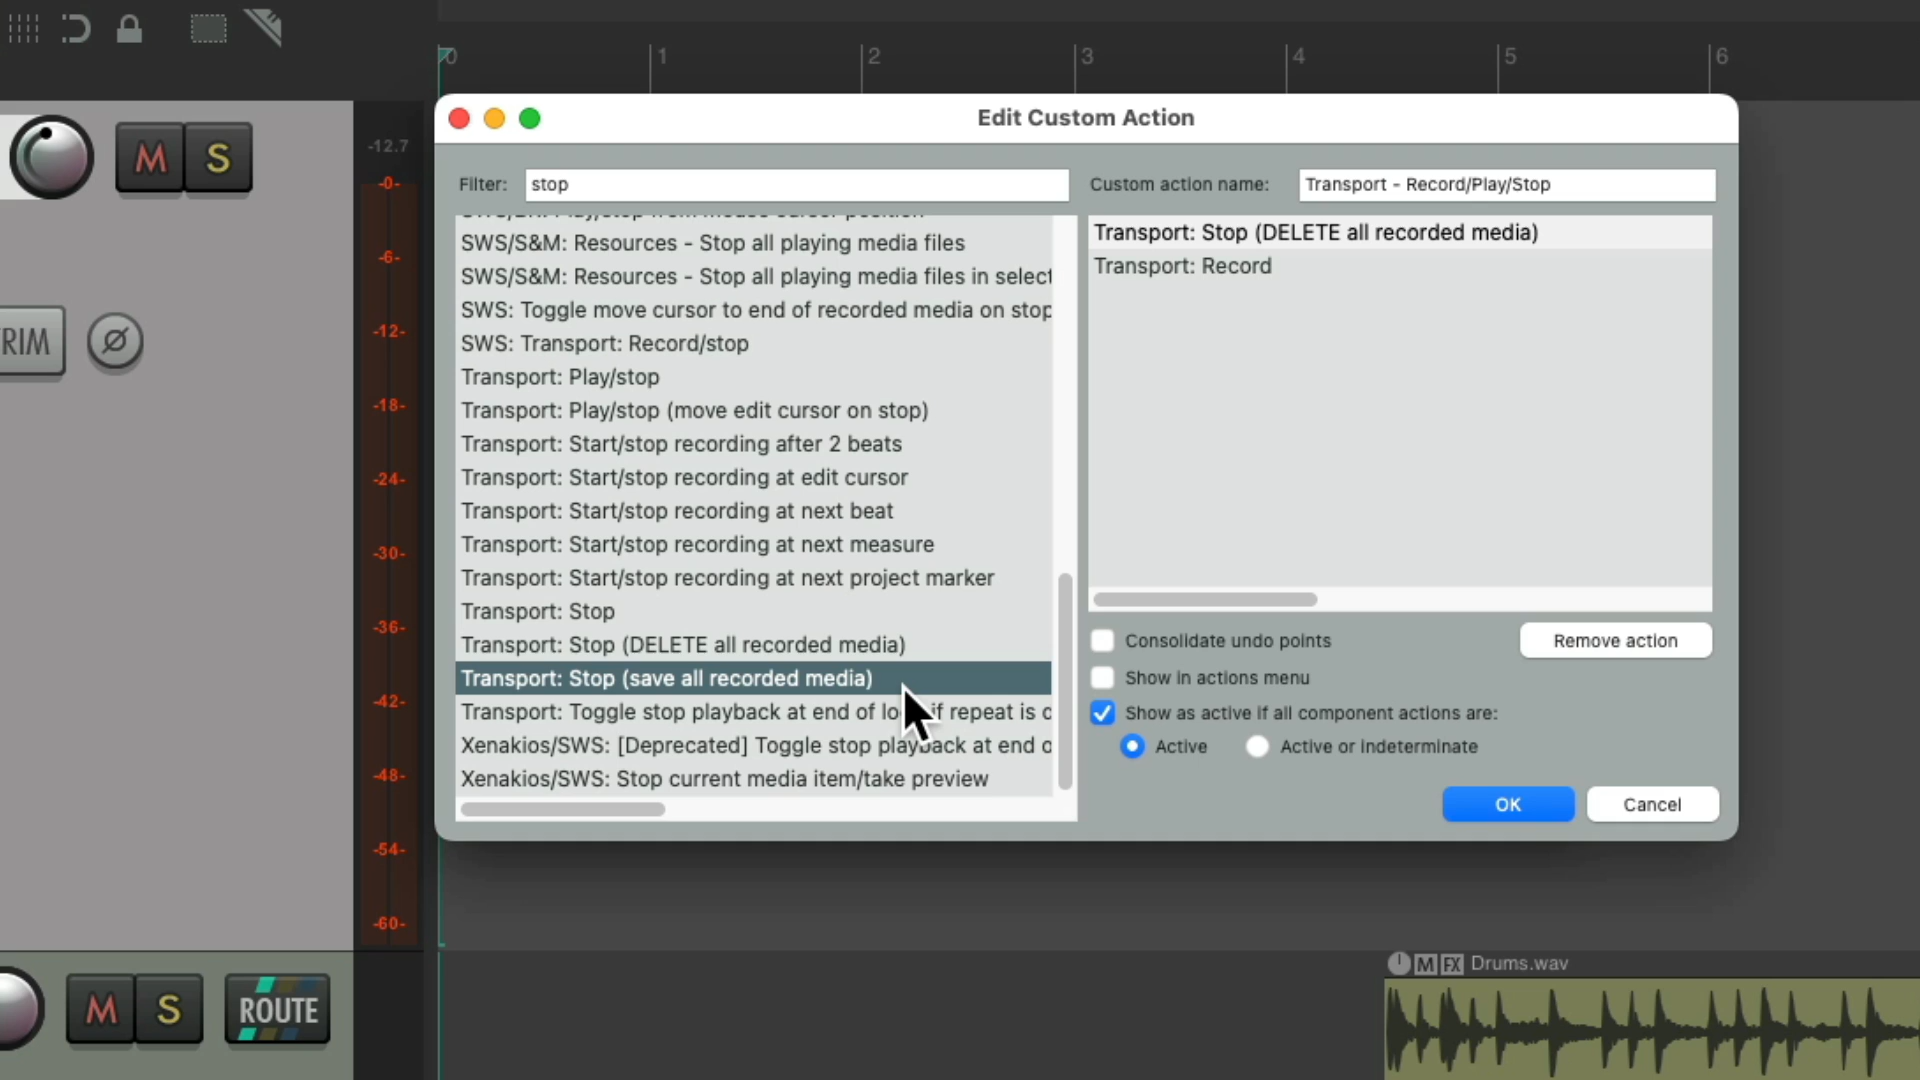 0 1 2 3 4 5 6
Edit Custom Action
M S
-12.7
-0-
-6-
-12-
-18-
-24-
-30-
-36-
-42-
-48-
-54-
-60-
RIM
Ø
Filter: stop
SWS/S&M: Resources - Stop all playing media files
SWS/S&M: Resources - Stop all playing media files in select
SWS: Toggle move cursor to end of recorded media on stop
SWS: Transport: Record/stop
Transport: Play/stop
Transport: Play/stop (move edit cursor on stop)
Transport: Start/stop recording after 2 beats
Transport: Start/stop recording at edit cursor
Transport: Start/stop recording at next beat
Transport: Start/stop recording at next measure
Transport: Start/stop recording at next project marker
Transport: Stop
Transport: Stop (DELETE all recorded media)
Transport: Stop (save all recorded media)
Transport: Toggle stop playback at end of if repeat is
Xenakios/SWS: [Deprecated] Toggle stop playback at end
Xenakios/SWS: Stop current media item/take preview
Custom action name: Transport - Record/Play/Stop
Transport: Stop (DELETE all recorded media)
Transport: Record
Consolidate undo points
Remove action
Show in actions menu
Show as active if all component actions are:
Active Active or indeterminate
OK Cancel
M S ROUTE
M FX Drums.wav